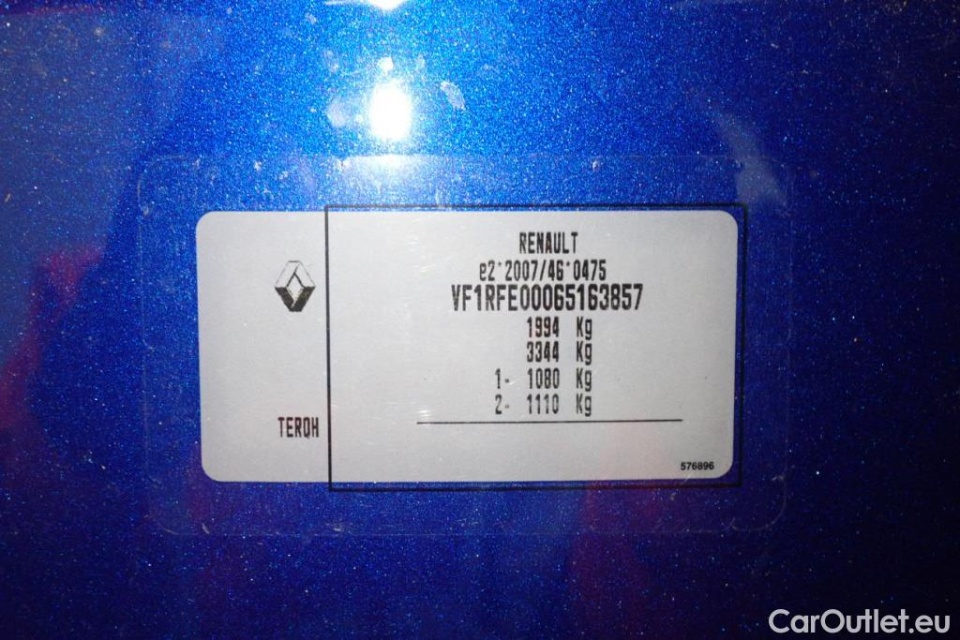 RENAULT
e2*2007/46*0475
VF1RFE00065163857
1994 Kg
3344 Kg
1- 1080 Kg
2- 1110 Kg
TERQH
576896
CarOutlet.eu